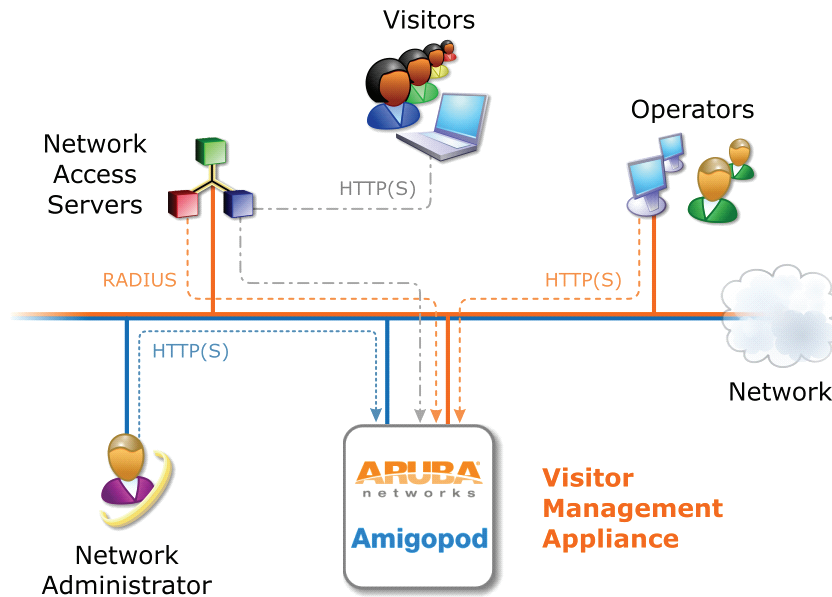 Visitors
Operators
Network
Access
Servers
HTTP(S)
RADIUS
HTTP(S)
HTTP(S)
Network
ARUBA
networks
Amigopod
Visitor
Management
Appliance
Network
Administrator